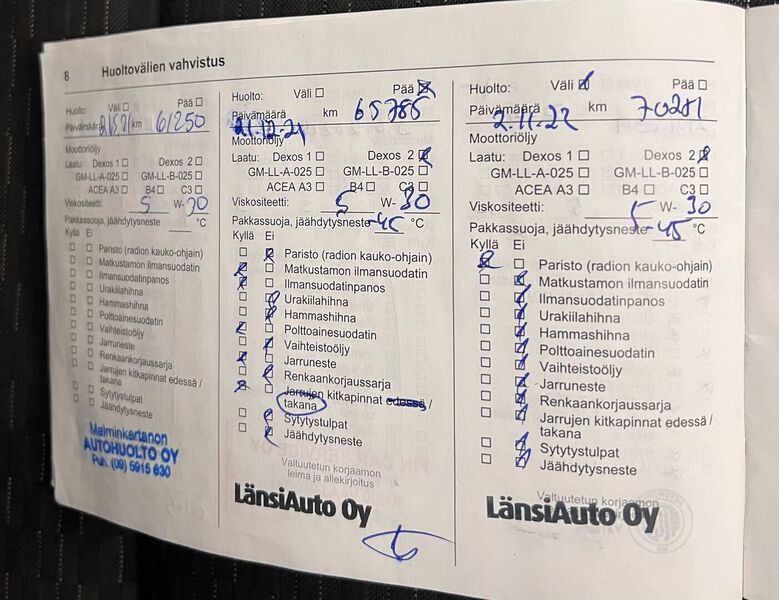 8 Huoltovälien vahvistus
Huolto: Väli ☐ Pää ☐
Päivämäärä km 61250
Moottoriöljy
Laatu: Dexos 1 ☐ Dexos 2 ☐
GM-LL-A-025 ☐ GM-LL-B-025 ☐
ACEA A3 ☐ B4 ☐ C3 ☐
Viskositeetti: 5 W- 30
Pakkassuoja, jäähdytysneste °C
Kyllä Ei
☐ ☐ Paristo (radion kauko-ohjain)
☐ ☐ Matkustamon ilmansuodatin
☐ ☐ Ilmansuodatinpanos
☐ ☐ Urakiilahihna
☐ ☐ Hammashihna
☐ ☐ Polttoainesuodatin
☐ ☐ Vaihteistoöljy
☐ ☐ Jarruneste
☐ ☐ Renkaankorjaussarja
☐ ☐ Jarrujen kitkapinnat edessä /
takana
☐ ☐ Sytytystulpat
☐ ☐ Jäähdytysneste
Malminkartanon
AUTOHUOLTO OY
Puh. (09) 5915 630
Huolto: Väli ☐ Pää ☒
Päivämäärä 21.12.21 km 65785
Moottoriöljy
Laatu: Dexos 1 ☐ Dexos 2 ☒
GM-LL-A-025 ☐ GM-LL-B-025 ☐
ACEA A3 ☐ B4 ☐ C3 ☐
Viskositeetti: 5 W- 30
Pakkassuoja, jäähdytysneste -45 °C
Kyllä Ei
☐ ☒ Paristo (radion kauko-ohjain)
☒ ☐ Matkustamon ilmansuodatin
☒ ☐ Ilmansuodatinpanos
☐ ☒ Urakiilahihna
☐ ☒ Hammashihna
☒ ☐ Polttoainesuodatin
☐ ☒ Vaihteistoöljy
☒ ☐ Jarruneste
☐ ☒ Renkaankorjaussarja
☒ ☐ Jarrujen kitkapinnat edessä /
takana
☐ ☒ Sytytystulpat
☐ ☒ Jäähdytysneste
Valtuutetun korjaamon
leima ja allekirjoitus
LänsiAuto Oy
Huolto: Väli ☒ Pää ☐
Päivämäärä 2.11.22 km 70281
Moottoriöljy
Laatu: Dexos 1 ☐ Dexos 2 ☒
GM-LL-A-025 ☐ GM-LL-B-025 ☐
ACEA A3 ☐ B4 ☐ C3 ☐
Viskositeetti: 5 W- 30
Pakkassuoja, jäähdytysneste -45 °C
Kyllä Ei
☒ ☐ Paristo (radion kauko-ohjain)
☐ ☒ Matkustamon ilmansuodatin
☐ ☒ Ilmansuodatinpanos
☐ ☒ Urakiilahihna
☐ ☒ Hammashihna
☐ ☒ Polttoainesuodatin
☐ ☒ Vaihteistoöljy
☐ ☒ Jarruneste
☐ ☒ Renkaankorjaussarja
☐ ☒ Jarrujen kitkapinnat edessä /
takana
☐ ☒ Sytytystulpat
☐ ☒ Jäähdytysneste
Valtuutetun korjaamon
LänsiAuto Oy